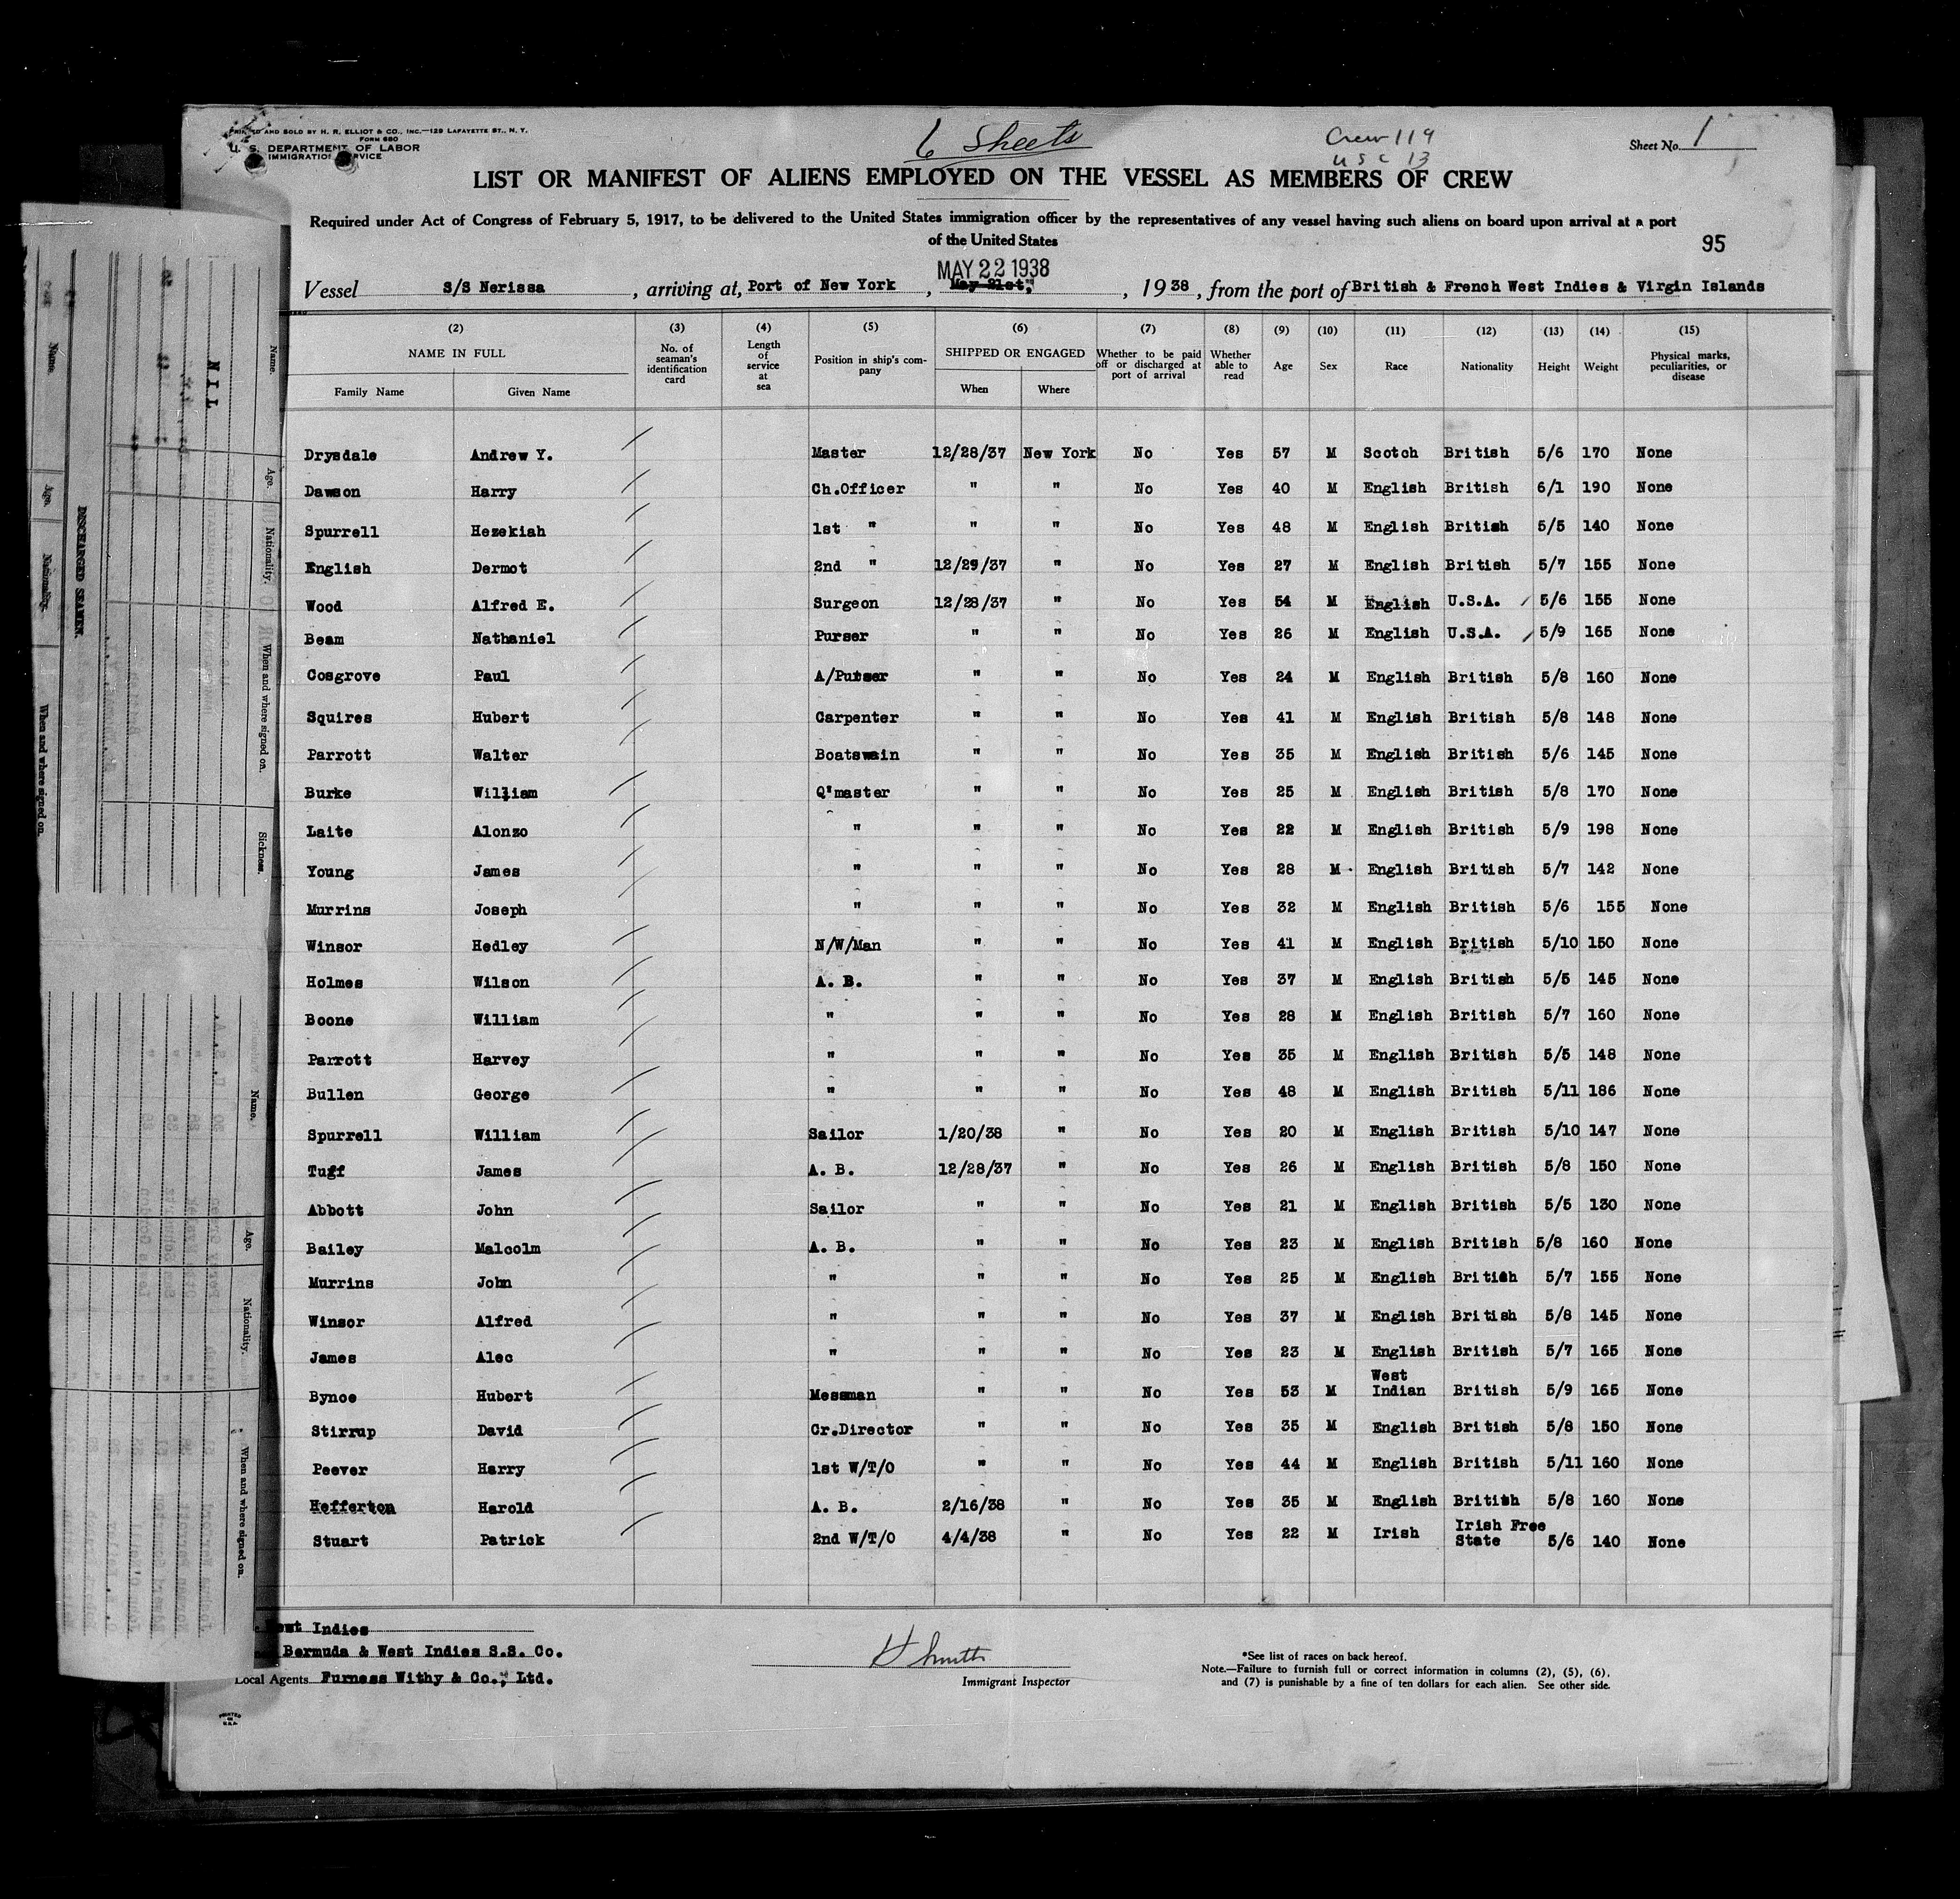 PRINTED AND SOLD BY H. R. ELLIOT & CO., INC.—129 LAFAYETTE ST., N. Y.
FORM 680
U. S. DEPARTMENT OF LABOR
IMMIGRATION SERVICE
6 Sheets
Crew 119
U S C 13
Sheet No. 1
LIST OR MANIFEST OF ALIENS EMPLOYED ON THE VESSEL AS MEMBERS OF CREW
Required under Act of Congress of February 5, 1917, to be delivered to the United States immigration officer by the representatives of any vessel having such aliens on board upon arrival at a port
of the United States
95
MAY 22 1938
Vessel S/S Nerissa, arriving at, Port of New York, May 21st, 1938, from the port of British & French West Indies & Virgin Islands
(2) (3) (4) (5) (6) (7) (8) (9) (10) (11) (12) (13) (14) (15)
NAME IN FULL No. of seaman's identification card Length of service at sea Position in ship's company SHIPPED OR ENGAGED Whether to be paid off or discharged at port of arrival Whether able to read Age Sex Race Nationality Height Weight Physical marks, peculiarities, or disease
Family Name Given Name When Where
Drysdale Andrew Y. Master 12/28/37 New York No Yes 57 M Scotch British 5/6 170 None
Dawson Harry Ch.Officer " " No Yes 40 M English British 6/1 190 None
Spurrell Hezekiah 1st " " " No Yes 48 M English British 5/5 140 None
English Dermot 2nd " 12/29/37 " No Yes 27 M English British 5/7 155 None
Wood Alfred E. Surgeon 12/28/37 " No Yes 54 M English U.S.A. 5/6 155 None
Beam Nathaniel Purser " " No Yes 26 M English U.S.A. 5/9 165 None
Cosgrove Paul A/Purser " " No Yes 24 M English British 5/8 160 None
Squires Hubert Carpenter " " No Yes 41 M English British 5/8 148 None
Parrott Walter Boatswain " " No Yes 35 M English British 5/6 145 None
Burke William Q'master " " No Yes 25 M English British 5/8 170 None
Laite Alonzo " " " No Yes 22 M English British 5/9 198 None
Young James " " " No Yes 28 M English British 5/7 142 None
Murrins Joseph " " " No Yes 32 M English British 5/6 155 None
Winsor Hedley N/W/Man " " No Yes 41 M English British 5/10 150 None
Holmes Wilson A. B. " " No Yes 37 M English British 5/5 145 None
Boone William " " " No Yes 28 M English British 5/7 160 None
Parrott Harvey " " " No Yes 35 M English British 5/5 148 None
Bullen George " " " No Yes 48 M English British 5/11 186 None
Spurrell William Sailor 1/20/38 " No Yes 20 M English British 5/10 147 None
Tuff James A. B. 12/28/37 " No Yes 26 M English British 5/8 150 None
Abbott John Sailor " " No Yes 21 M English British 5/5 130 None
Bailey Malcolm A. B. " " No Yes 23 M English British 5/8 160 None
Murrins John " " " No Yes 25 M English British 5/7 155 None
Winsor Alfred " " " No Yes 37 M English British 5/8 145 None
James Alec " " " No Yes 23 M English British 5/7 165 None
Bynoe Hubert Messman " " No Yes 53 M West Indian British 5/9 165 None
Stirrup David Cr.Director " " No Yes 35 M English British 5/8 150 None
Peever Harry 1st W/T/O " " No Yes 44 M English British 5/11 160 None
Hefferton Harold A. B. 2/16/38 " No Yes 35 M English British 5/8 160 None
Stuart Patrick 2nd W/T/O 4/4/38 " No Yes 22 M Irish Irish Free State 5/6 140 None
West Indies
Bermuda & West Indies S.S. Co.
Local Agents Furness Withy & Co., Ltd.
H Smith
Immigrant Inspector
*See list of races on back hereof.
Note.—Failure to furnish full or correct information in columns (2), (5), (6),
and (7) is punishable by a fine of ten dollars for each alien. See other side.
PRINTED
IN
U.S.A.
Name. Age. Nationality. When and where signed on.
DISCHARGED SEAMEN.
NIL
Name. Age. Nationality. When and where signed on. Sickness.
Name. Age. Nationality. When and where signed on.